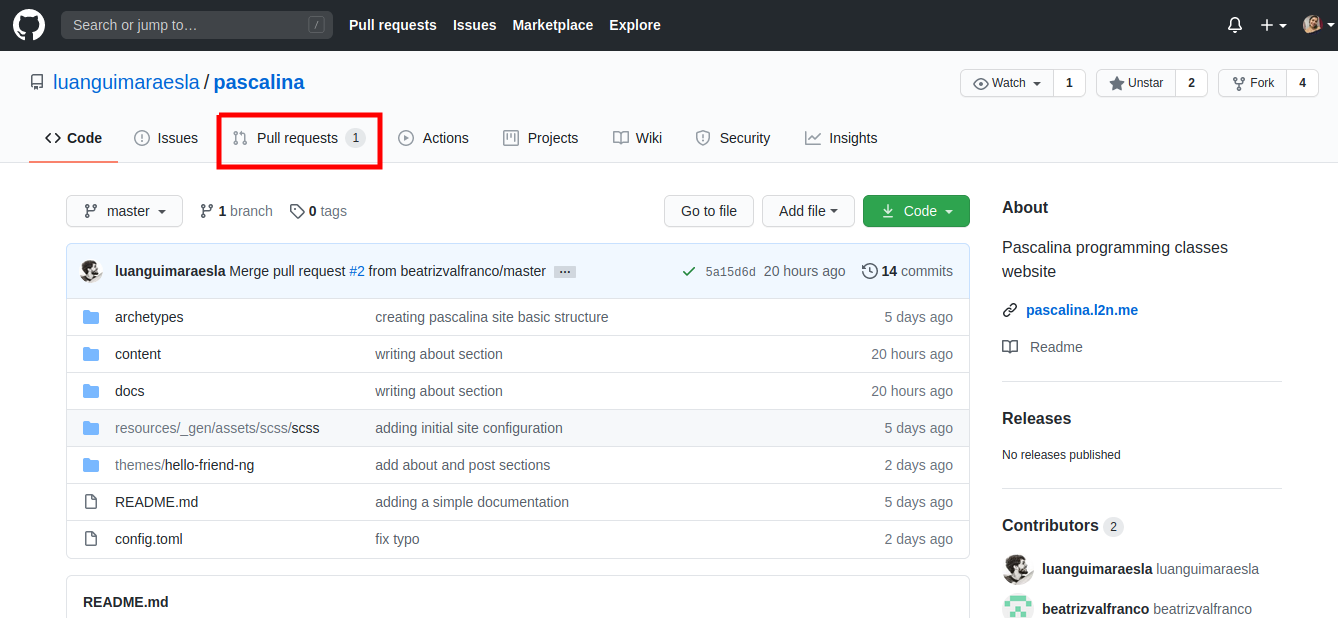 Search or jump to… / Pull requests Issues Marketplace Explore
luanguimaraesla / pascalina Watch 1 Unstar 2 Fork 4
Code Issues Pull requests 1 Actions Projects Wiki Security Insights
master 1 branch 0 tags Go to file Add file Code
luanguimaraesla Merge pull request #2 from beatrizvalfranco/master ... 5a15d6d 20 hours ago 14 commits
archetypes creating pascalina site basic structure 5 days ago
content writing about section 20 hours ago
docs writing about section 20 hours ago
resources/_gen/assets/scss/scss adding initial site configuration 5 days ago
themes/hello-friend-ng add about and post sections 2 days ago
README.md adding a simple documentation 5 days ago
config.toml fix typo 2 days ago
README.md
About
Pascalina programming classes
website
pascalina.l2n.me
Readme
Releases
No releases published
Contributors 2
luanguimaraesla luanguimaraesla
beatrizvalfranco beatrizvalfranco